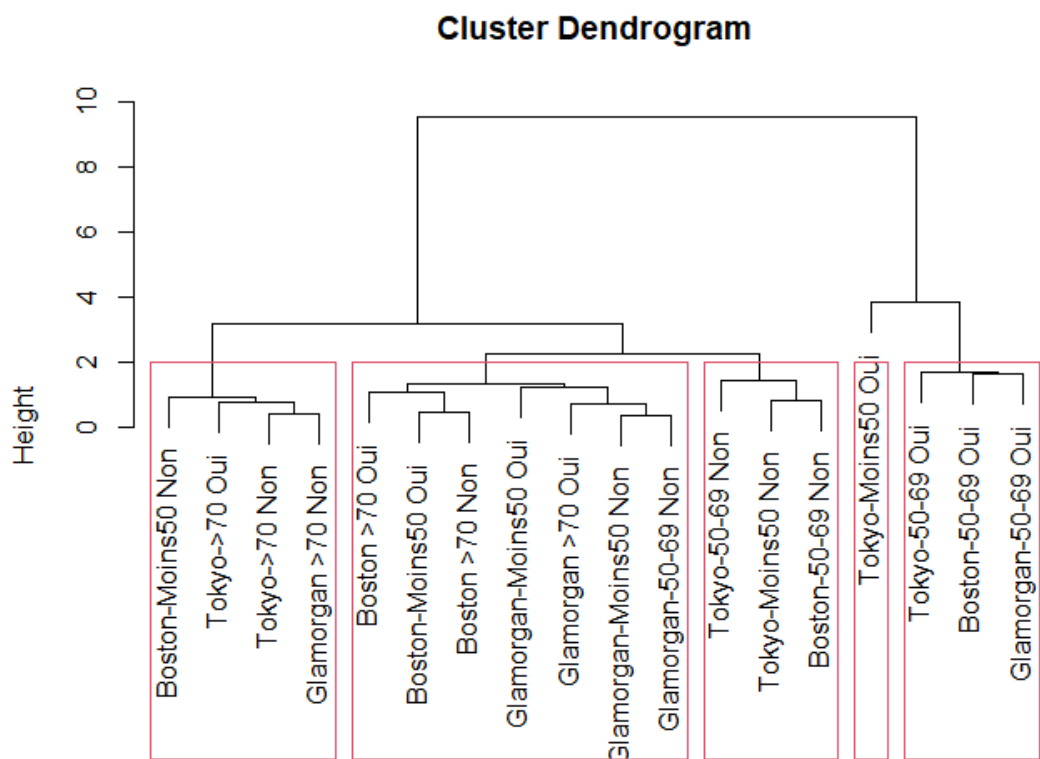 Cluster Dendrogram
Height
10
8
6
4
2
0
Boston-Moins50 Non
Tokyo->70 Oui
Tokyo->70 Non
Glamorgan >70 Non
Boston >70 Oui
Boston-Moins50 Oui
Boston >70 Non
Glamorgan-Moins50 Oui
Glamorgan >70 Oui
Glamorgan-Moins50 Non
Glamorgan-50-69 Non
Tokyo-50-69 Non
Tokyo-Moins50 Non
Boston-50-69 Non
Tokyo-Moins50 Oui
Tokyo-50-69 Oui
Boston-50-69 Oui
Glamorgan-50-69 Oui